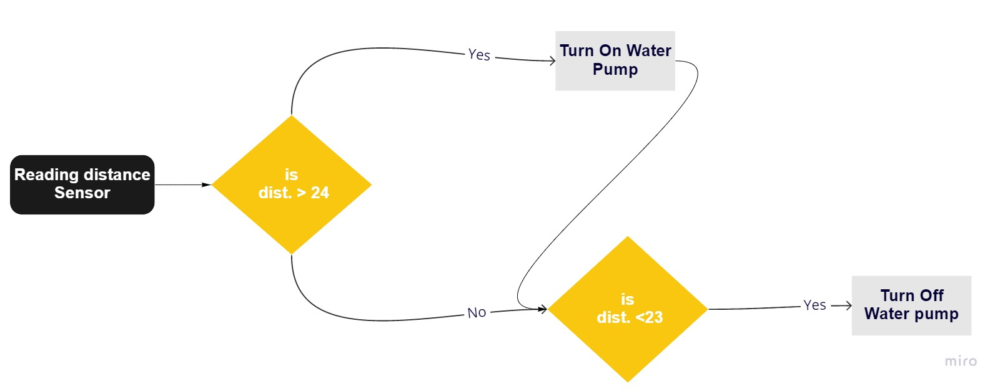 Reading distance
Sensor
is
dist. > 24
Yes
Turn On Water
Pump
No
is
dist. <23
Yes
Turn Off
Water pump
miro